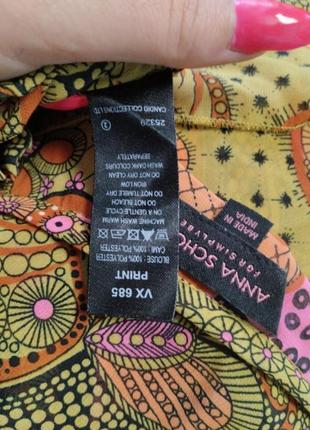 VX 685
PRINT
BLOUSE: 100% POLYESTER
CAMI: 100% POLYESTER
MACHINE WASH WARM
ON A GENTLE CYCLE
DO NOT BLEACH
DO NOT TUMBLE DRY
IRON LOW
DO NOT DRY CLEAN
WASH DARK COLOURS
SEPARATELY
3
25329
CANDID COLLECTIONS LTD
ANNA SCHO
FOR SIMPLY BE
MADE IN
INDIA